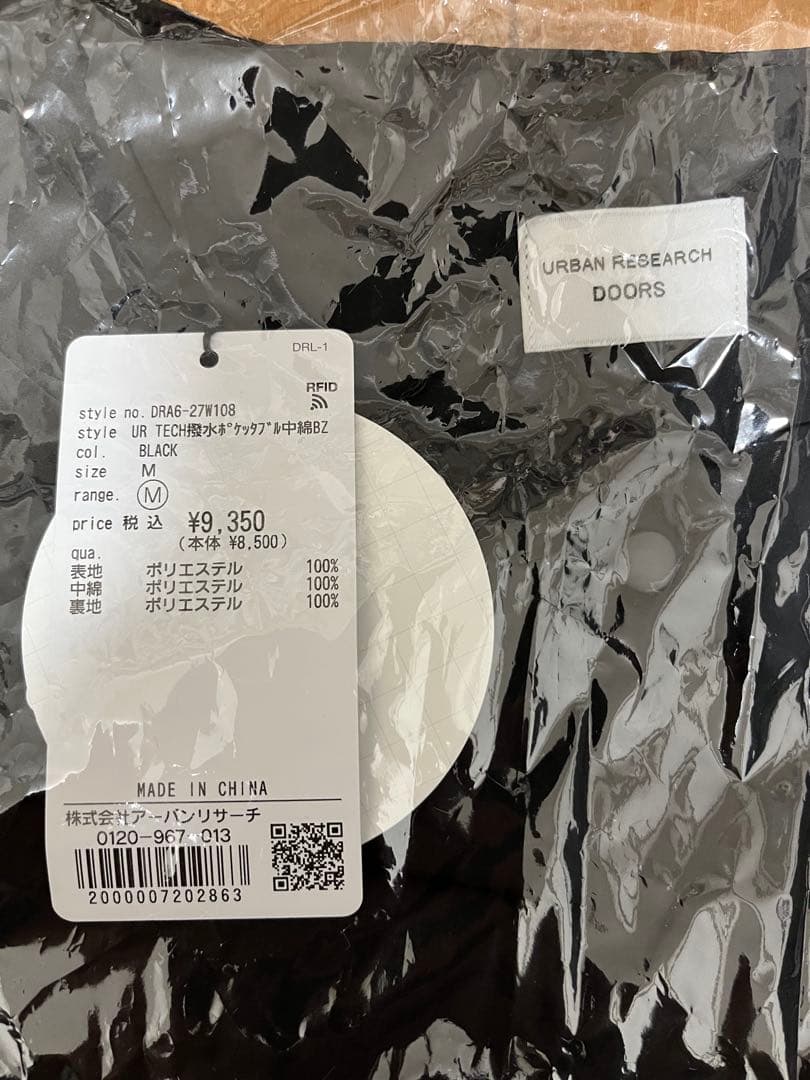 URBAN RESEARCH
DOORS
DRL-1
RFID
style no. DRA6-27W108
style UR TECH撥水ﾎﾟｹｯﾀﾌﾞﾙ中綿BZ
col. BLACK
size M
range. M
price 税込 ¥9,350
(本体 ¥8,500)
qua.
表地 ポリエステル 100%
中綿 ポリエステル 100%
裏地 ポリエステル 100%
MADE IN CHINA
株式会社アーバンリサーチ
0120-967-013
2000007202863